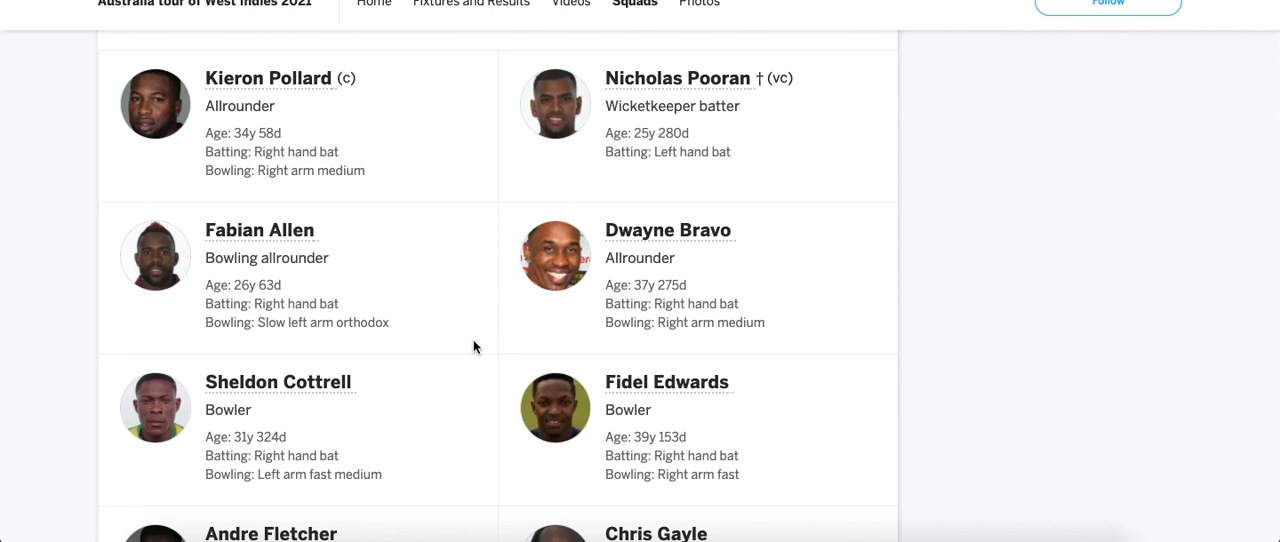 Australia tour of West Indies 2021 Home Fixtures and Results Videos Squads Photos Follow
Kieron Pollard (c)
Allrounder
Age: 34y 58d
Batting: Right hand bat
Bowling: Right arm medium
Nicholas Pooran † (vc)
Wicketkeeper batter
Age: 25y 280d
Batting: Left hand bat
Fabian Allen
Bowling allrounder
Age: 26y 63d
Batting: Right hand bat
Bowling: Slow left arm orthodox
Dwayne Bravo
Allrounder
Age: 37y 275d
Batting: Right hand bat
Bowling: Right arm medium
Sheldon Cottrell
Bowler
Age: 31y 324d
Batting: Right hand bat
Bowling: Left arm fast medium
Fidel Edwards
Bowler
Age: 39y 153d
Batting: Right hand bat
Bowling: Right arm fast
Andre Fletcher
Chris Gayle